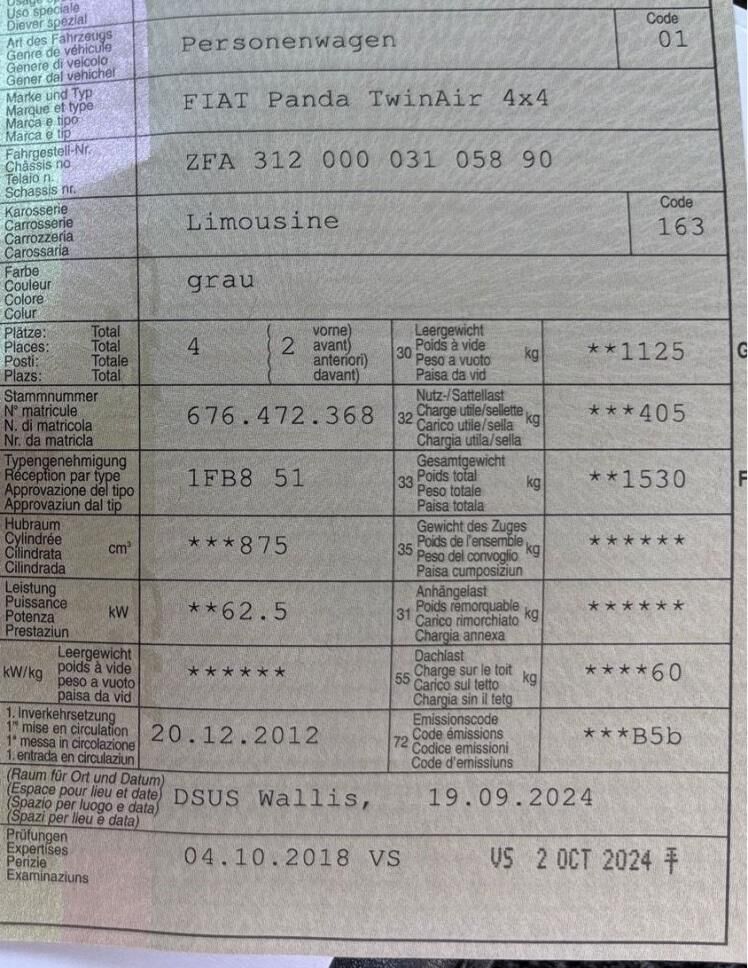 Uso speciale
Diever spezial
Art des Fahrzeugs
Genre de véhicule
Genere di veicolo
Gener dal vehichel
Personenwagen
Code
01
Marke und Typ
Marque et type
Marca e tipo
Marca e tip
FIAT Panda TwinAir 4x4
Fahrgestell-Nr.
Châssis no
Telaio n.
Schassis nr.
ZFA 312 000 031 058 90
Karosserie
Carrosserie
Carrozzeria
Carossaria
Limousine
Code
163
Farbe
Couleur
Colore
Colur
grau
Plätze: Total
Places: Total
Posti: Totale
Plazs: Total
4 ( 2 vorne)
( avant)
( anteriori)
( davant)
30 Leergewicht
Poids à vide
Peso a vuoto
Paisa da vid
kg
**1125
G
Stammnummer
N° matricule
N. di matricola
Nr. da matricla
676.472.368
32 Nutz-/Sattellast
Charge utile/sellette
Carico utile/sella
Chargia utila/sella
kg
***405
Typengenehmigung
Réception par type
Approvazione del tipo
Approvaziun dal tip
1FB8 51
33 Gesamtgewicht
Poids total
Peso totale
Paisa totala
kg
**1530
F
Hubraum
Cylindrée
Cilindrata
Cilindrada
cm³
***875
35 Gewicht des Zuges
Poids de l'ensemble
Peso del convoglio
Paisa cumposiziun
kg
******
Leistung
Puissance
Potenza
Prestaziun
kW
**62.5
31 Anhängelast
Poids remorquable
Carico rimorchiato
Chargia annexa
kg
******
kW/kg
Leergewicht
poids à vide
peso a vuoto
paisa da vid
******
55 Dachlast
Charge sur le toit
Carico sul tetto
Chargia sin il tetg
kg
****60
1. Inverkehrsetzung
1re mise en circulation
1a messa in circolazione
1. entrada en circulaziun
20.12.2012
72 Emissionscode
Code émissions
Codice emissioni
Code d'emissiuns
***B5b
(Raum für Ort und Datum)
(Espace pour lieu et date)
(Spazio per luogo e data)
(Spazi per lieu e data)
DSUS Wallis, 19.09.2024
Prüfungen
Expertises
Perizie
Examinaziuns
04.10.2018 VS
VS 2 OCT 2024